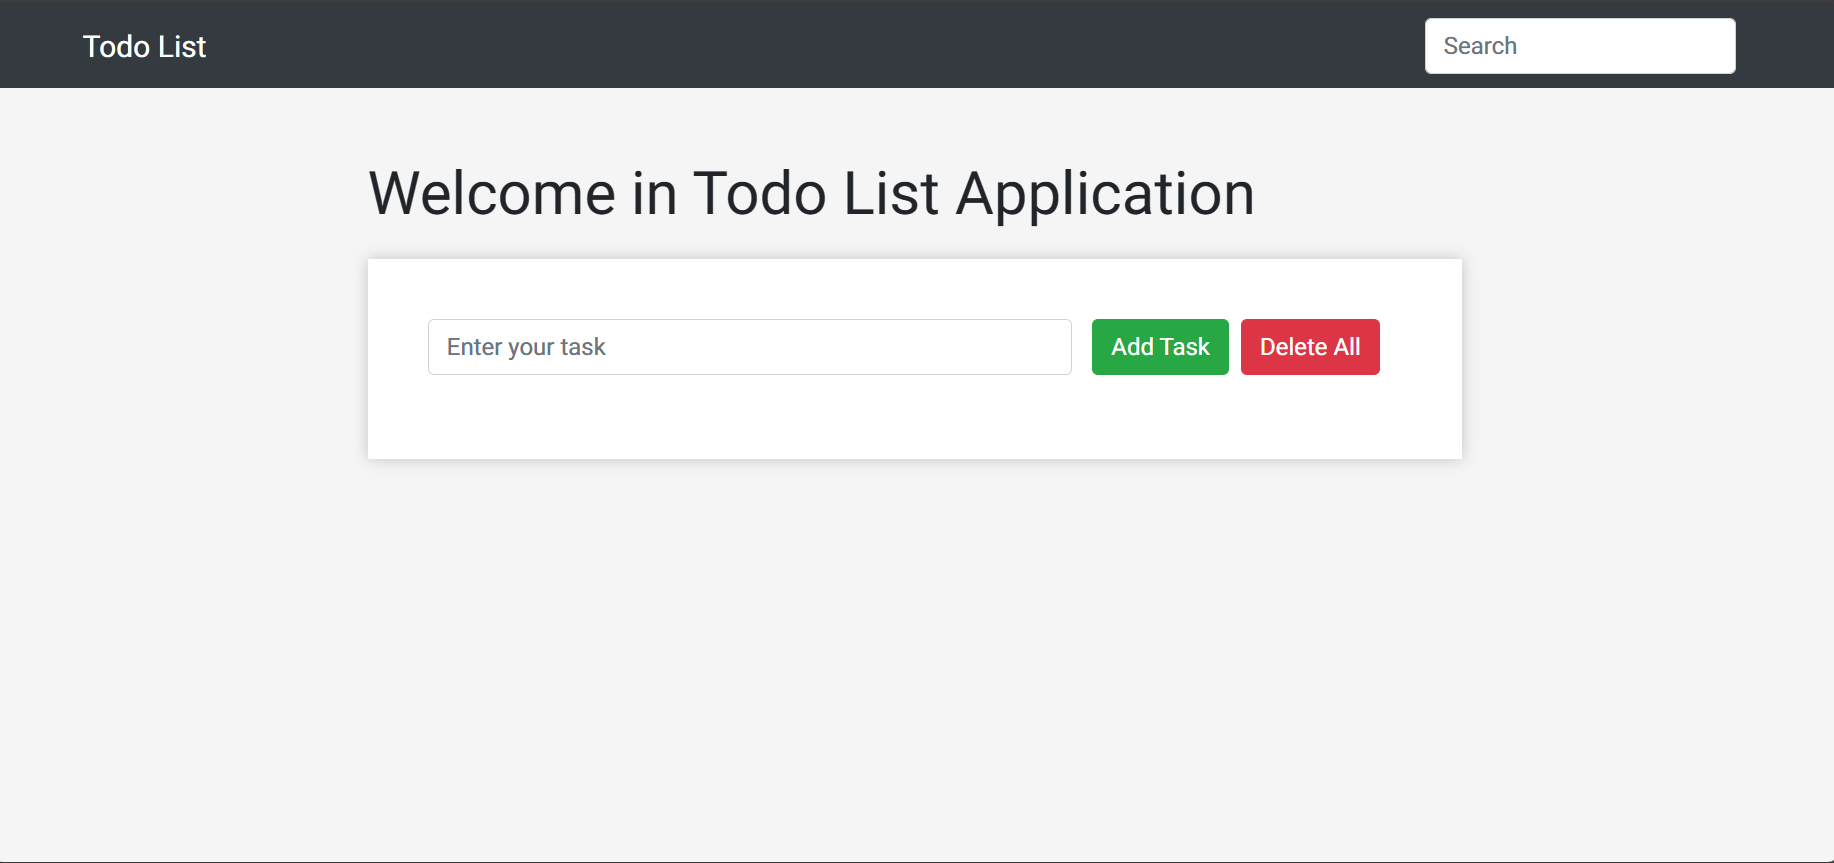 Todo List
Search
Welcome in Todo List Application
Enter your task
Add Task
Delete All